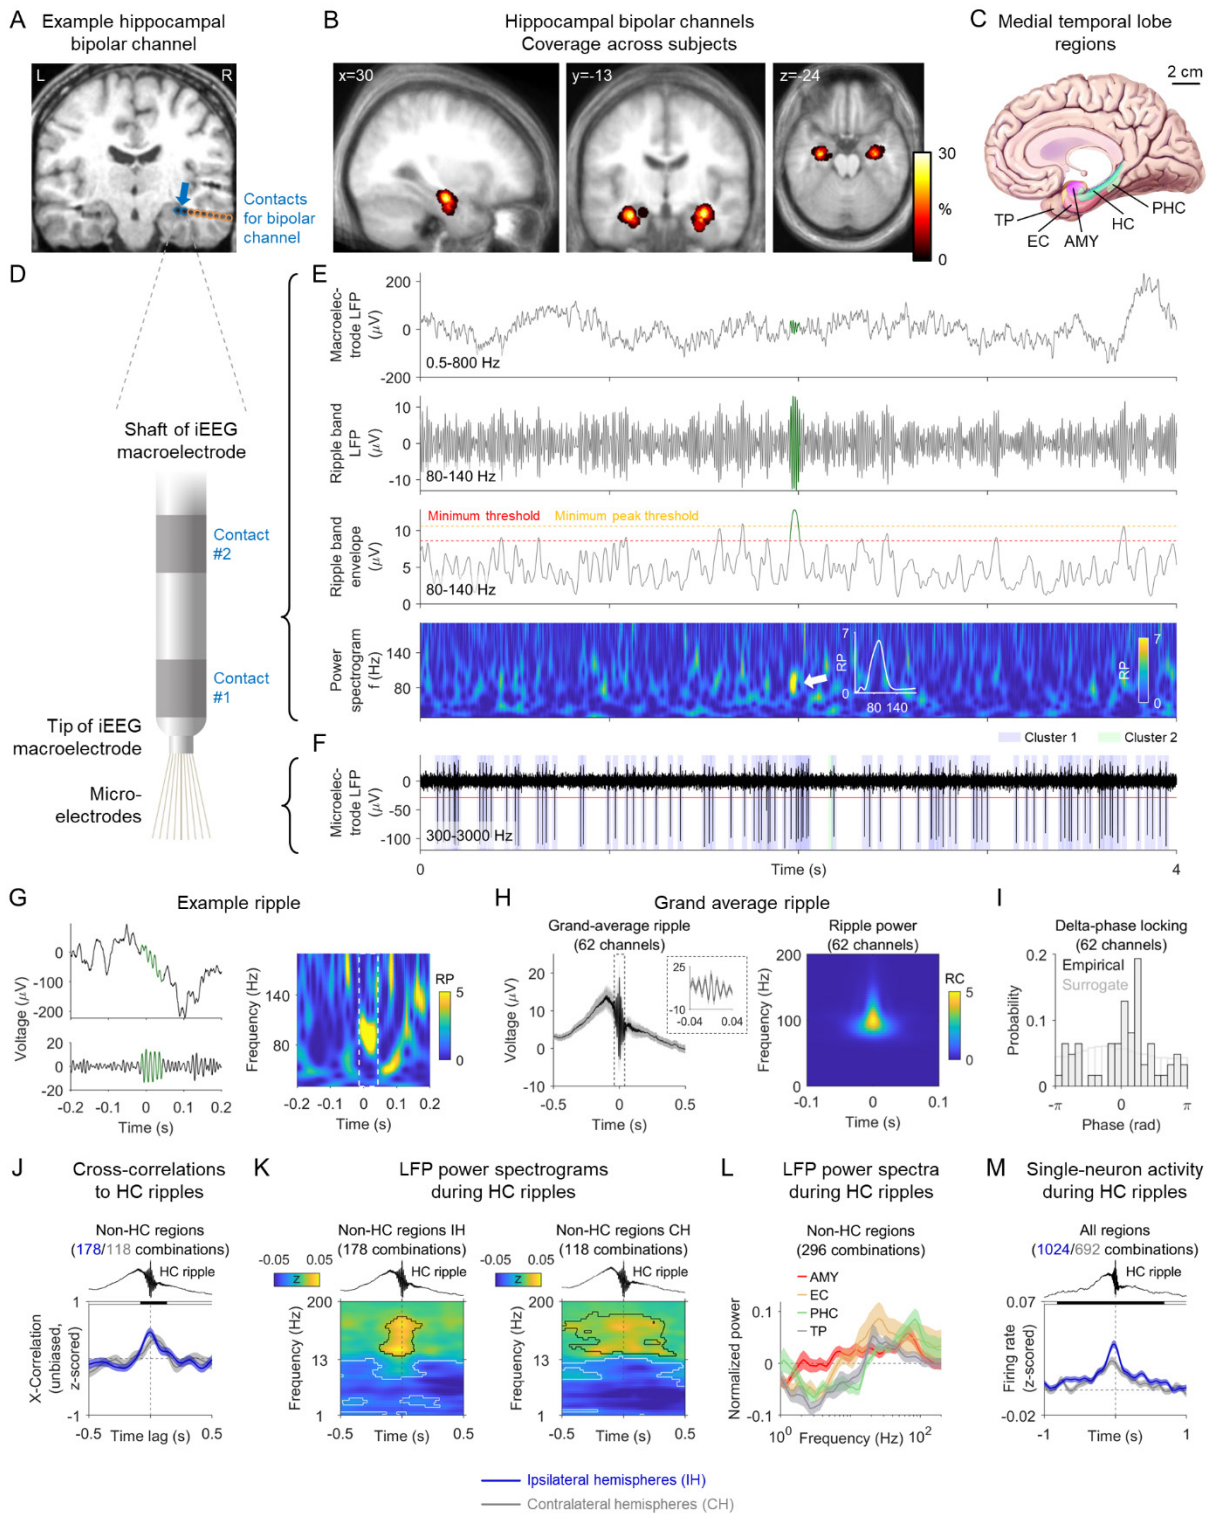 A
Example hippocampal
bipolar channel
L
R
Contacts
for bipolar
channel
B
Hippocampal bipolar channels
Coverage across subjects
x=30
y=-13
z=-24
30
%
0
C
Medial temporal lobe
regions
2 cm
TP
EC
AMY
HC
PHC
D
Shaft of iEEG
macroelectrode
Contact
#2
Contact
#1
Tip of iEEG
macroelectrode
Micro-
electrodes
E
Macroelec-
trode LFP
(µV)
200
0
-200
0.5-800 Hz
Ripple band
LFP
(µV)
10
0
-10
80-140 Hz
Ripple band
envelope
(µV)
10
5
0
Minimum threshold
Minimum peak threshold
80-140 Hz
Power
spectrogram
f (Hz)
140
80
7
RP
0
80 140
RP
7
0
F
Cluster 1
Cluster 2
Microelec-
trode LFP
(µV)
0
-50
-100
300-3000 Hz
0
4
Time (s)
G
Example ripple
Voltage (µV)
0
-100
-200
20
0
-20
-0.2 -0.1 0 0.1 0.2
Time (s)
Frequency (Hz)
140
80
-0.2 -0.1 0 0.1 0.2
Time (s)
RP
5
0
H
Grand average ripple
Grand-average ripple
(62 channels)
Voltage (µV)
20
10
0
-10
-0.5 0 0.5
Time (s)
25
-10
-0.04 0.04
Ripple power
(62 channels)
Frequency (Hz)
200
100
0
-0.1 0 0.1
Time (s)
RC
5
0
I
Delta-phase locking
(62 channels)
Empirical
Surrogate
Probability
0.2
0.1
0
-π 0 π
Phase (rad)
J
Cross-correlations
to HC ripples
Non-HC regions
(178/118 combinations)
HC ripple
X-Correlation
(unbiased,
z-scored)
1
-1
-0.5 0 0.5
Time lag (s)
K
LFP power spectrograms
during HC ripples
Non-HC regions IH
(178 combinations)
-0.05 0.05
z
HC ripple
Frequency (Hz)
200
13
1
-0.5 0 0.5
Time (s)
Non-HC regions CH
(118 combinations)
-0.05 0.05
z
HC ripple
Frequency (Hz)
200
13
1
-0.5 0 0.5
Time (s)
L
LFP power spectra
during HC ripples
Non-HC regions
(296 combinations)
AMY
EC
PHC
TP
Normalized power
0.1
0
-0.1
10⁰ 10²
Frequency (Hz)
M
Single-neuron activity
during HC ripples
All regions
(1024/692 combinations)
HC ripple
Firing rate
(z-scored)
0.07
-0.02
-1 0 1
Time (s)
Ipsilateral hemispheres (IH)
Contralateral hemispheres (CH)